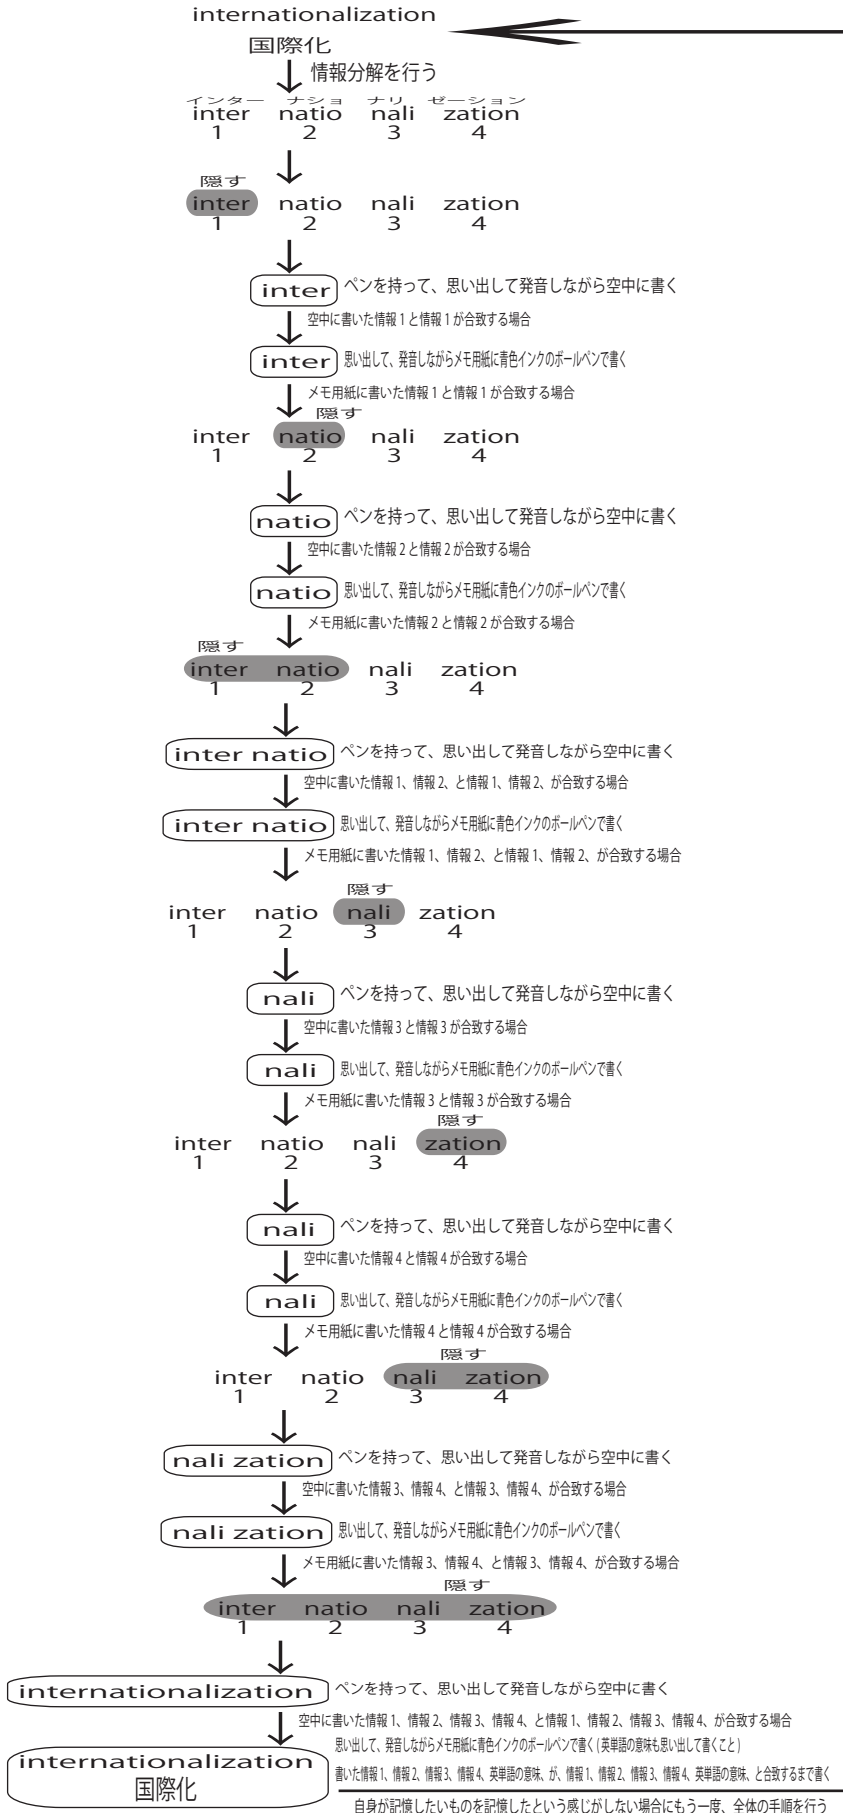 internationalization
国際化
情報分解を行う
インター ナショ ナリ ゼーション
inter natio nali zation
1 2 3 4
隠す
inter natio nali zation
1 2 3 4
inter ペンを持って、思い出して発音しながら空中に書く
空中に書いた情報1と情報1が合致する場合
inter 思い出して、発音しながらメモ用紙に青色インクのボールペンで書く
メモ用紙に書いた情報1と情報1が合致する場合
隠す
inter natio nali zation
1 2 3 4
natio ペンを持って、思い出して発音しながら空中に書く
空中に書いた情報2と情報2が合致する場合
natio 思い出して、発音しながらメモ用紙に青色インクのボールペンで書く
メモ用紙に書いた情報2と情報2が合致する場合
隠す
inter natio nali zation
1 2 3 4
inter natio ペンを持って、思い出して発音しながら空中に書く
空中に書いた情報1、情報2、と情報1、情報2、が合致する場合
inter natio 思い出して、発音しながらメモ用紙に青色インクのボールペンで書く
メモ用紙に書いた情報1、情報2、と情報1、情報2、が合致する場合
隠す
inter natio nali zation
1 2 3 4
nali ペンを持って、思い出して発音しながら空中に書く
空中に書いた情報3と情報3が合致する場合
nali 思い出して、発音しながらメモ用紙に青色インクのボールペンで書く
メモ用紙に書いた情報3と情報3が合致する場合
隠す
inter natio nali zation
1 2 3 4
nali ペンを持って、思い出して発音しながら空中に書く
空中に書いた情報4と情報4が合致する場合
nali 思い出して、発音しながらメモ用紙に青色インクのボールペンで書く
メモ用紙に書いた情報4と情報4が合致する場合
隠す
inter natio nali zation
1 2 3 4
nali zation ペンを持って、思い出して発音しながら空中に書く
空中に書いた情報3、情報4、と情報3、情報4、が合致する場合
nali zation 思い出して、発音しながらメモ用紙に青色インクのボールペンで書く
メモ用紙に書いた情報3、情報4、と情報3、情報4、が合致する場合
隠す
inter natio nali zation
1 2 3 4
internationalization ペンを持って、思い出して発音しながら空中に書く
空中に書いた情報1、情報2、情報3、情報4、と情報1、情報2、情報3、情報4、が合致する場合
思い出して、発音しながらメモ用紙に青色インクのボールペンで書く(英単語の意味も思い出して書くこと)
internationalization
国際化
書いた情報1、情報2、情報3、情報4、英単語の意味、が、情報1、情報2、情報3、情報4、英単語の意味、と合致するまで書く
自身が記憶したいものを記憶したという感じがしない場合にもう一度、全体の手順を行う